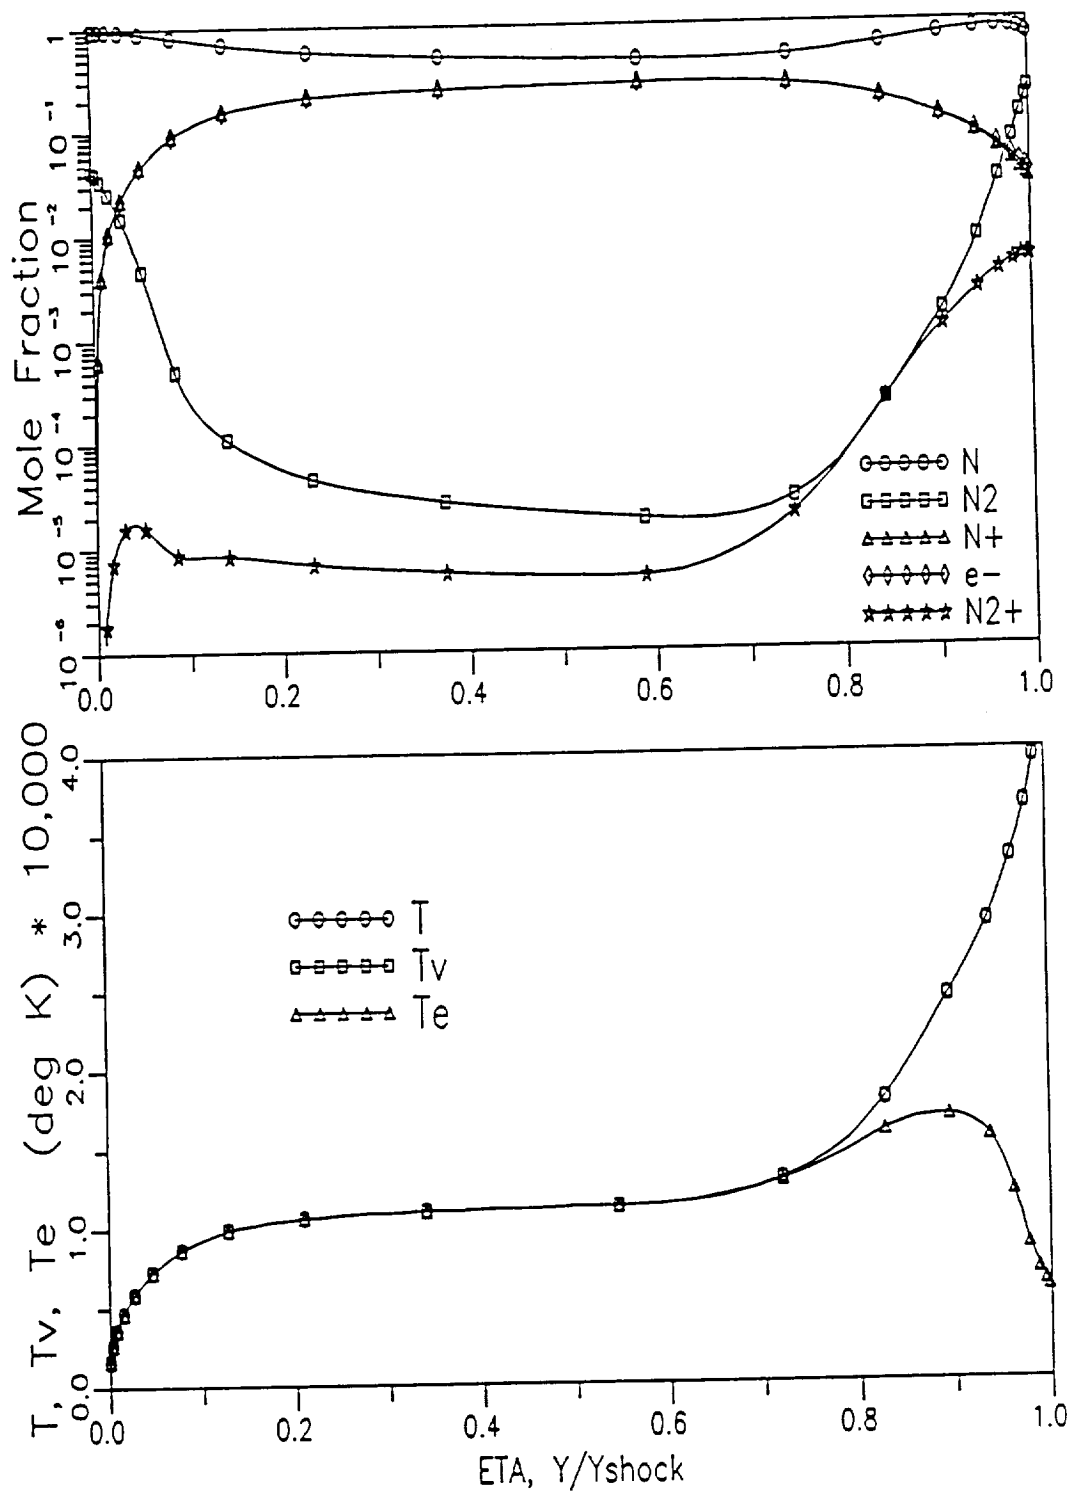 Mole Fraction
1
10 -1
10 -2
10 -3
10 -4
10 -5
10 -6
N
N2
N+
e-
N2+
0.0 0.2 0.4 0.6 0.8 1.0
T, Tv, Te (deg K) * 10,000
4.0
3.0
2.0
1.0
0.0
T
Tv
Te
0.0 0.2 0.4 0.6 0.8 1.0
ETA, Y/Yshock